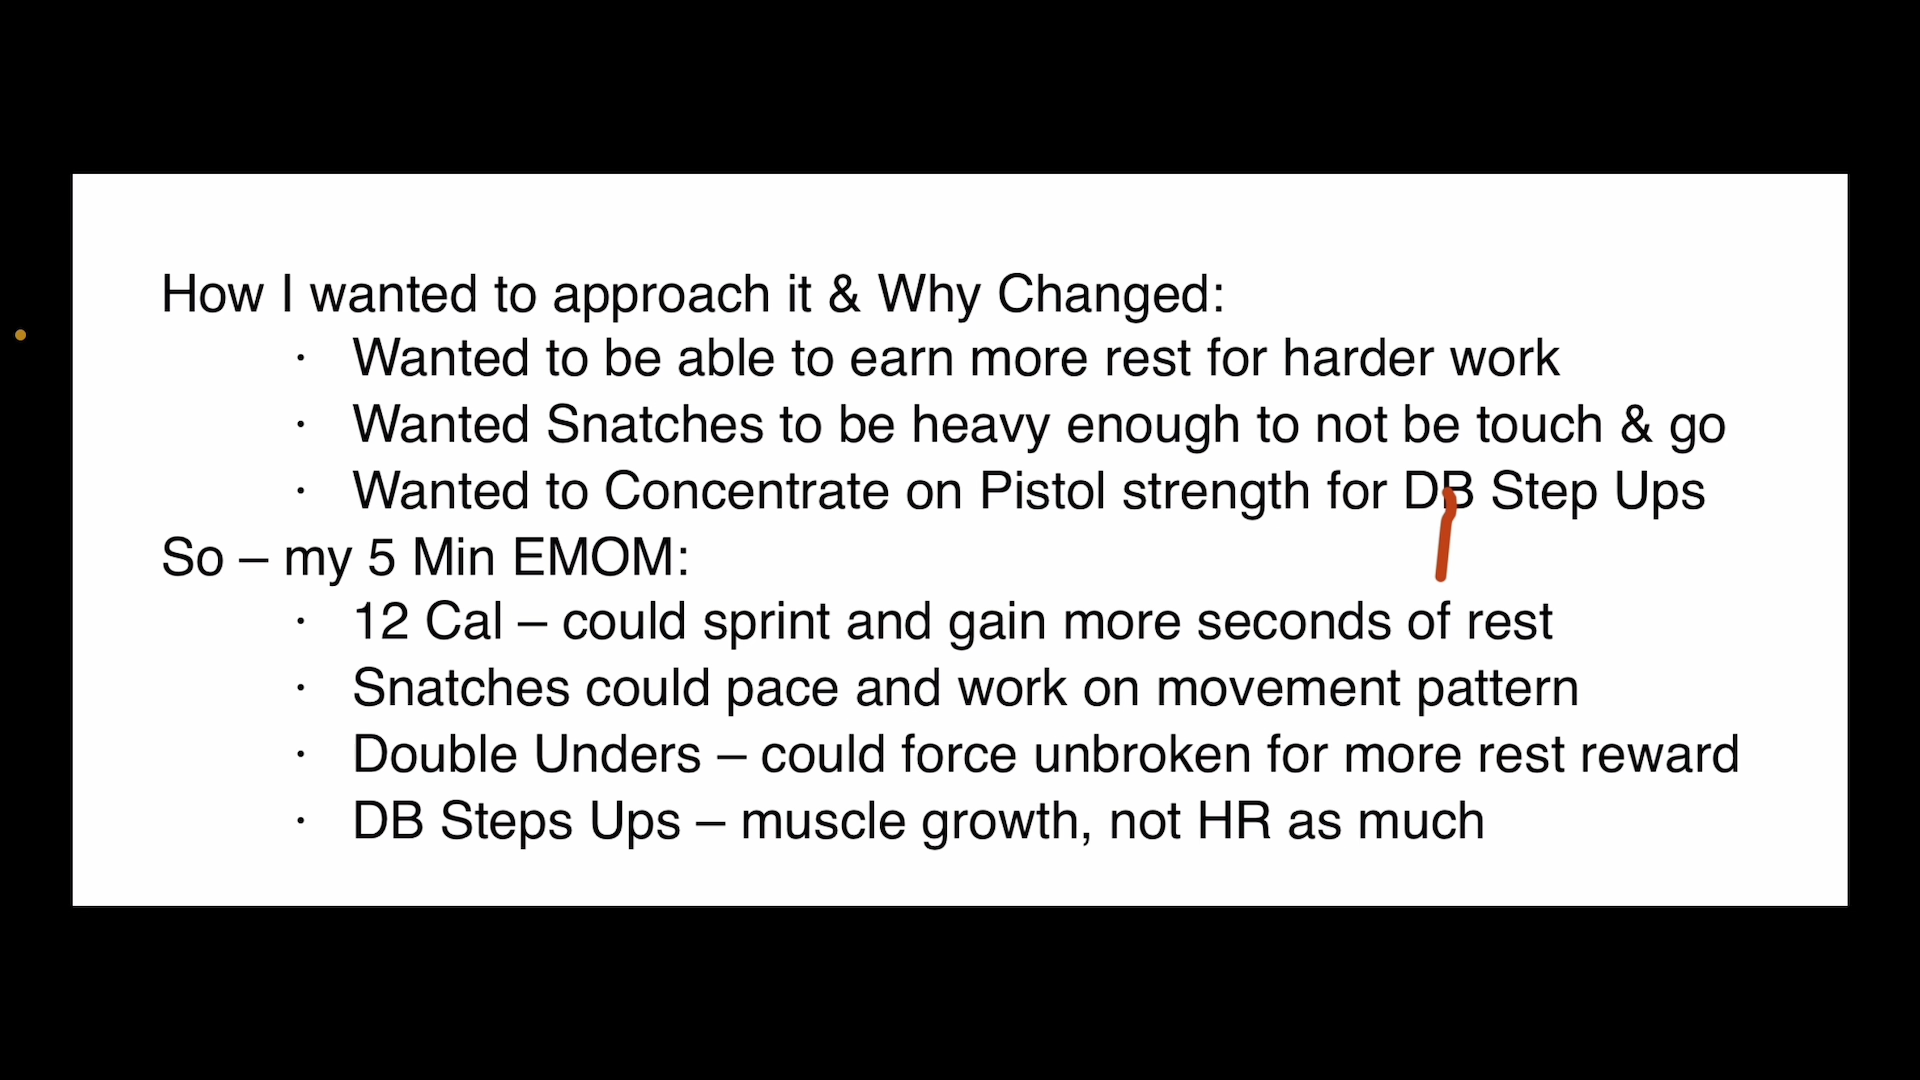 How I wanted to approach it & Why Changed:
· Wanted to be able to earn more rest for harder work
· Wanted Snatches to be heavy enough to not be touch & go
· Wanted to Concentrate on Pistol strength for DB Step Ups
So – my 5 Min EMOM:
· 12 Cal – could sprint and gain more seconds of rest
· Snatches could pace and work on movement pattern
· Double Unders – could force unbroken for more rest reward
· DB Steps Ups – muscle growth, not HR as much